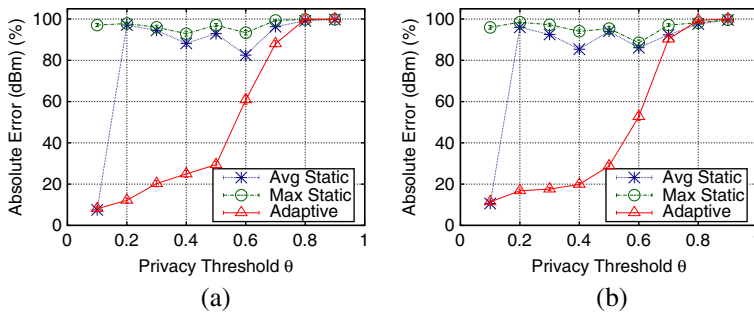 Absolute Error (dBm) (%)
100
80
60
40
20
0
0
0.2
0.4
0.6
0.8
1
Privacy Threshold θ
Avg Static
Max Static
Adaptive
(a)
Absolute Error (dBm) (%)
100
80
60
40
20
0
0
0.2
0.4
0.6
0.8
1
Privacy Threshold θ
Avg Static
Max Static
Adaptive
(b)